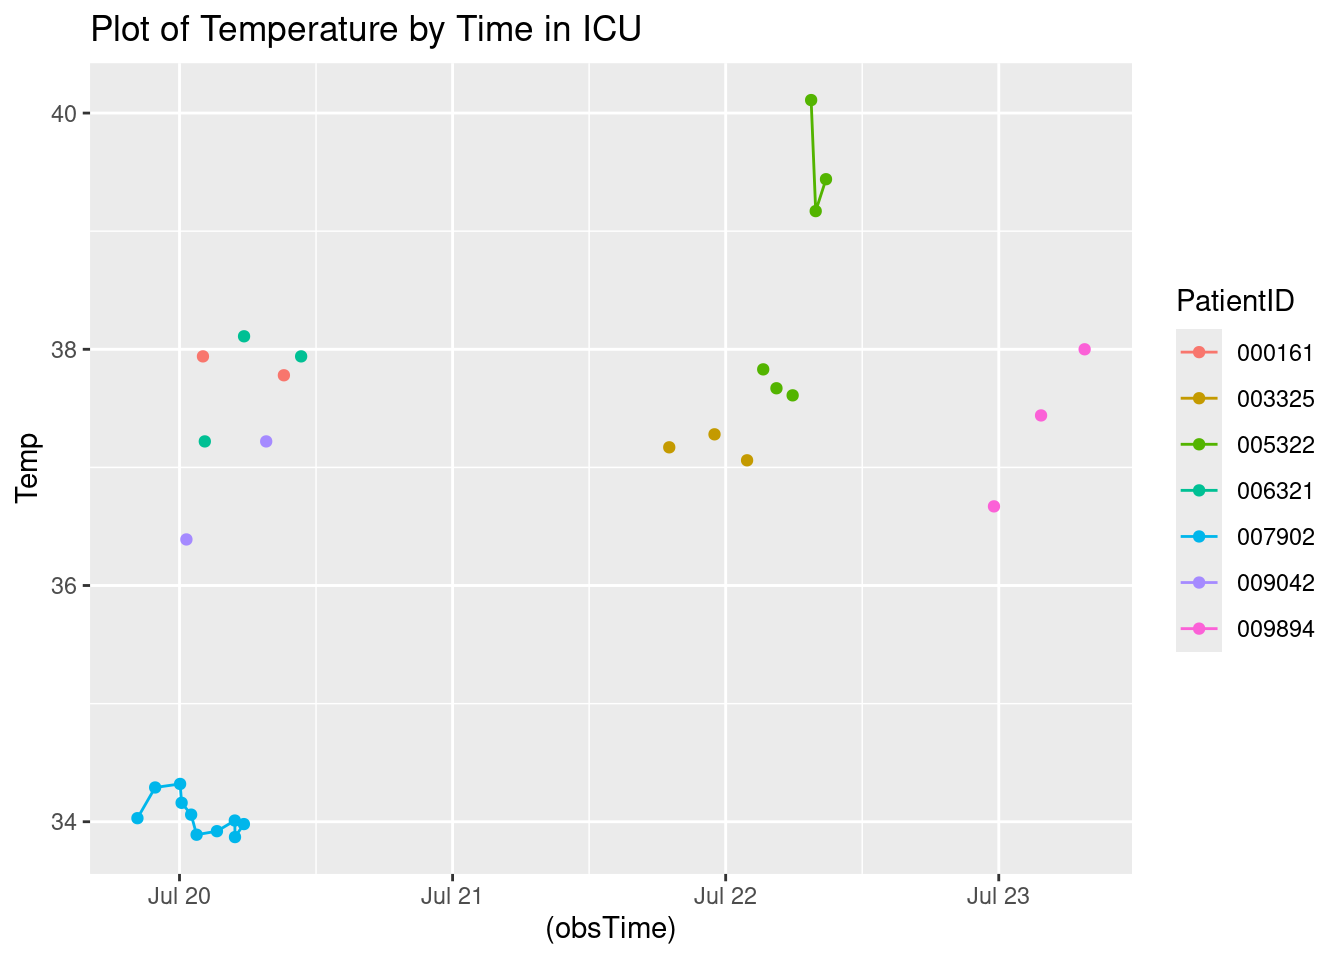 Plot of Temperature by Time in ICU
40
38
36
34
Temp
Jul 20
Jul 21
Jul 22
Jul 23
(obsTime)
PatientID
000161
003325
005322
006321
007902
009042
009894